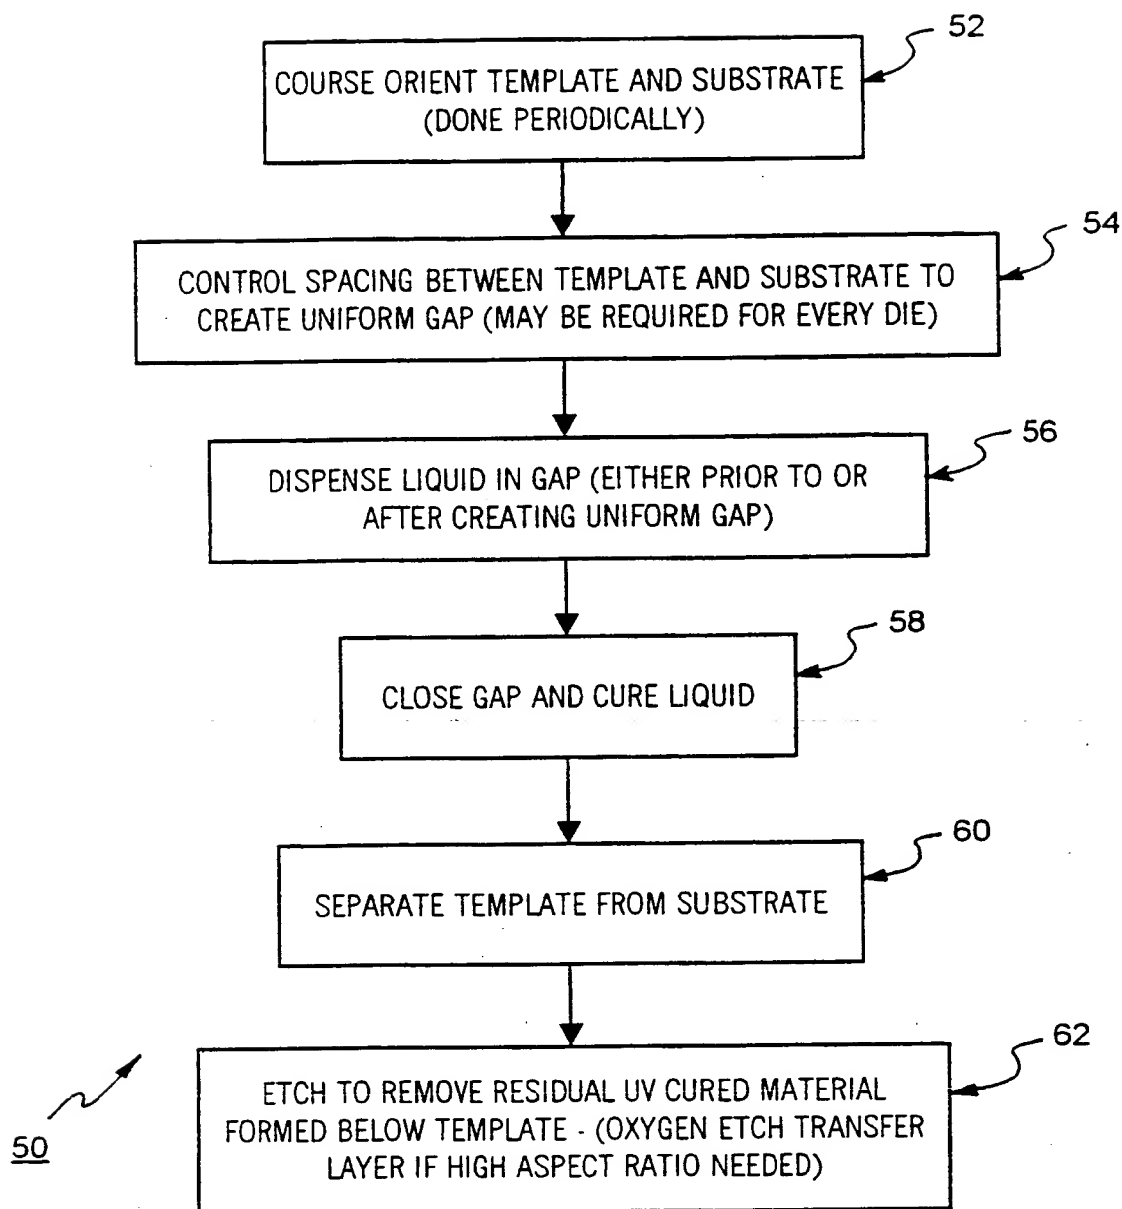 52
COURSE ORIENT TEMPLATE AND SUBSTRATE
(DONE PERIODICALLY)
54
CONTROL SPACING BETWEEN TEMPLATE AND SUBSTRATE TO
CREATE UNIFORM GAP (MAY BE REQUIRED FOR EVERY DIE)
56
DISPENSE LIQUID IN GAP (EITHER PRIOR TO OR
AFTER CREATING UNIFORM GAP)
58
CLOSE GAP AND CURE LIQUID
60
SEPARATE TEMPLATE FROM SUBSTRATE
62
ETCH TO REMOVE RESIDUAL UV CURED MATERIAL
FORMED BELOW TEMPLATE - (OXYGEN ETCH TRANSFER
LAYER IF HIGH ASPECT RATIO NEEDED)
50